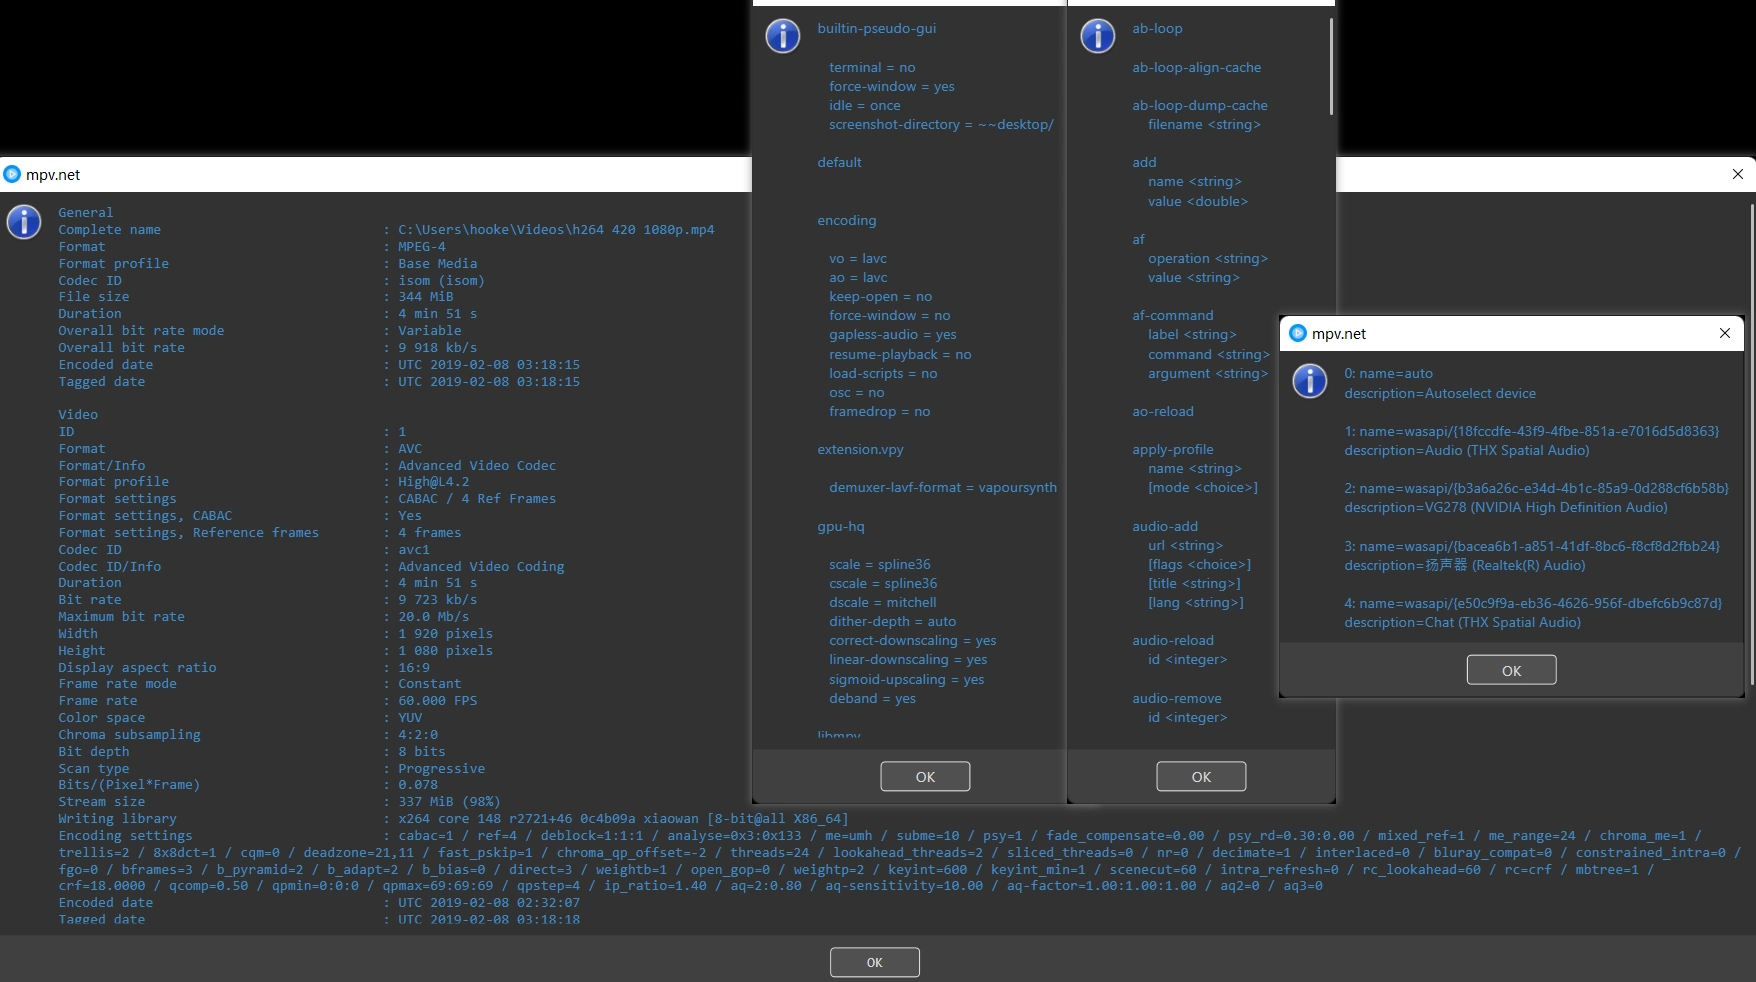 mpv.net
General
Complete name : C:\Users\hooke\Videos\h264 420 1080p.mp4
Format : MPEG-4
Format profile : Base Media
Codec ID : isom (isom)
File size : 344 MiB
Duration : 4 min 51 s
Overall bit rate mode : Variable
Overall bit rate : 9 918 kb/s
Encoded date : UTC 2019-02-08 03:18:15
Tagged date : UTC 2019-02-08 03:18:15
Video
ID : 1
Format : AVC
Format/Info : Advanced Video Codec
Format profile : High@L4.2
Format settings : CABAC / 4 Ref Frames
Format settings, CABAC : Yes
Format settings, Reference frames : 4 frames
Codec ID : avc1
Codec ID/Info : Advanced Video Coding
Duration : 4 min 51 s
Bit rate : 9 723 kb/s
Maximum bit rate : 20.0 Mb/s
Width : 1 920 pixels
Height : 1 080 pixels
Display aspect ratio : 16:9
Frame rate mode : Constant
Frame rate : 60.000 FPS
Color space : YUV
Chroma subsampling : 4:2:0
Bit depth : 8 bits
Scan type : Progressive
Bits/(Pixel*Frame) : 0.078
Stream size : 337 MiB (98%)
Writing library : x264 core 148 r2721+46 0c4b09a xiaowan [8-bit@all X86_64]
Encoding settings : cabac=1 / ref=4 / deblock=1:1:1 / analyse=0x3:0x133 / me=umh / subme=10 / psy=1 / fade_compensate=0.00 / psy_rd=0.30:0.00 / mixed_ref=1 / me_range=24 / chroma_me=1 /
trellis=2 / 8x8dct=1 / cqm=0 / deadzone=21,11 / fast_pskip=1 / chroma_qp_offset=-2 / threads=24 / lookahead_threads=2 / sliced_threads=0 / nr=0 / decimate=1 / interlaced=0 / bluray_compat=0 / constrained_intra=0 /
fgo=0 / bframes=3 / b_pyramid=2 / b_adapt=2 / b_bias=0 / direct=3 / weightb=1 / open_gop=0 / weightp=2 / keyint=600 / keyint_min=1 / scenecut=60 / intra_refresh=0 / rc_lookahead=60 / rc=crf / mbtree=1 /
crf=18.0000 / qcomp=0.50 / qpmin=0:0:0 / qpmax=69:69:69 / qpstep=4 / ip_ratio=1.40 / aq=2:0.80 / aq-sensitivity=10.00 / aq-factor=1.00:1.00:1.00 / aq2=0 / aq3=0
Encoded date : UTC 2019-02-08 02:32:07
Tagged date : UTC 2019-02-08 03:18:18
OK
builtin-pseudo-gui
terminal = no
force-window = yes
idle = once
screenshot-directory = ~~desktop/
default
encoding
vo = lavc
ao = lavc
keep-open = no
force-window = no
gapless-audio = yes
resume-playback = no
load-scripts = no
osc = no
framedrop = no
extension.vpy
demuxer-lavf-format = vapoursynth
gpu-hq
scale = spline36
cscale = spline36
dscale = mitchell
dither-depth = auto
correct-downscaling = yes
linear-downscaling = yes
sigmoid-upscaling = yes
deband = yes
libmpv
OK
ab-loop
ab-loop-align-cache
ab-loop-dump-cache
filename <string>
add
name <string>
value <double>
af
operation <string>
value <string>
af-command
label <string>
command <string>
argument <string>
ao-reload
apply-profile
name <string>
[mode <choice>]
audio-add
url <string>
[flags <choice>]
[title <string>]
[lang <string>]
audio-reload
id <integer>
audio-remove
id <integer>
OK
mpv.net
0: name=auto
description=Autoselect device
1: name=wasapi/{18fccdfe-43f9-4fbe-851a-e7016d5d8363}
description=Audio (THX Spatial Audio)
2: name=wasapi/{b3a6a26c-e34d-4b1c-85a9-0d288cf6b58b}
description=VG278 (NVIDIA High Definition Audio)
3: name=wasapi/{bacea6b1-a851-41df-8bc6-f8cf8d2fbb24}
description=扬声器 (Realtek(R) Audio)
4: name=wasapi/{e50c9f9a-eb36-4626-956f-dbefc6b9c87d}
description=Chat (THX Spatial Audio)
OK